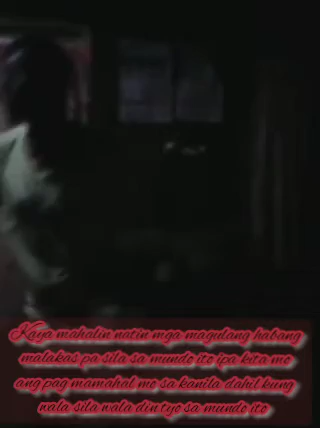 Kaya mahalin natin mga magulang habang
malakas pa sila sa mundo ito ipa kita mo
ang pag mamahal mo sa kanila dahil kung
wala sila wala din tyo sa mundo ito